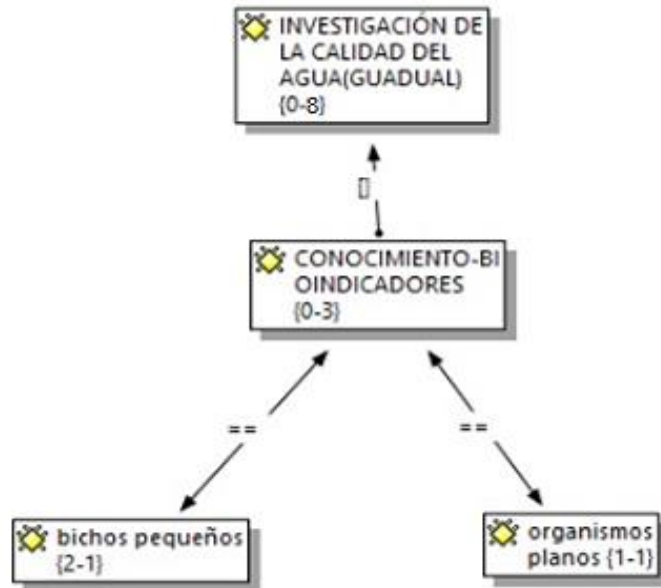 INVESTIGACIÓN DE
LA CALIDAD DEL
AGUA(GUADUAL)
{0-8}
[]
CONOCIMIENTO-BI
OINDICADORES
{0-3}
==
==
bichos pequeños
{2-1}
organismos
planos {1-1}